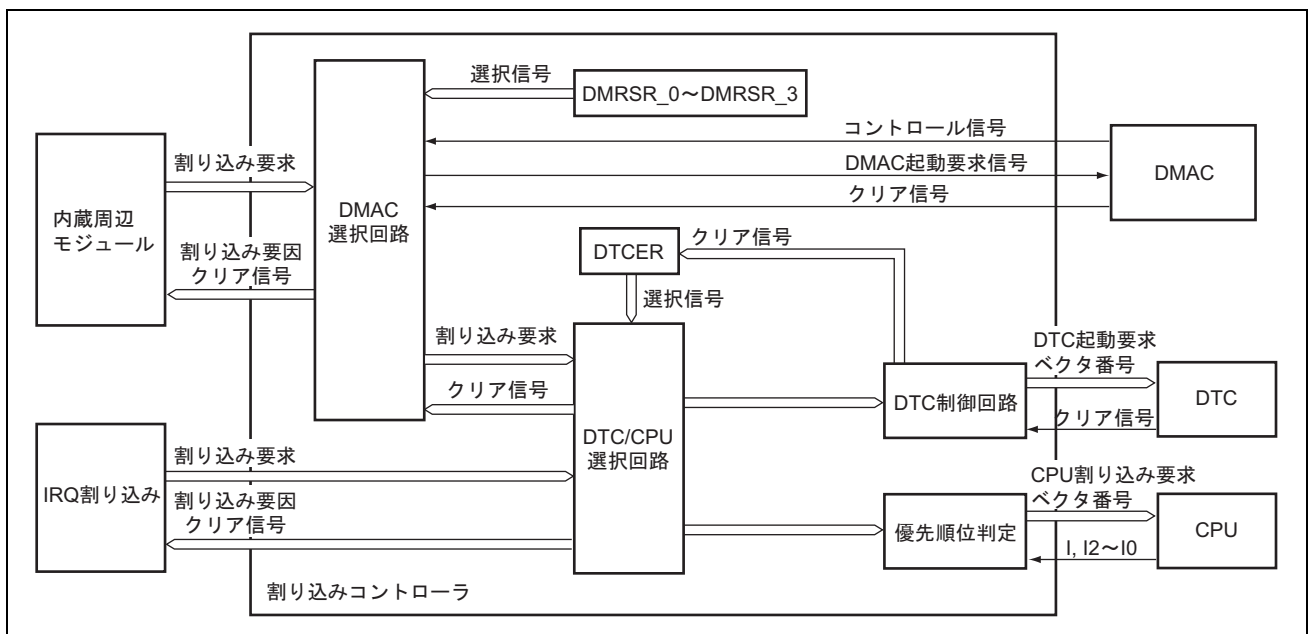 選択信号
DMRSR_0～DMRSR_3
コントロール信号
DMAC起動要求信号
クリア信号
DMAC
内蔵周辺
モジュール
割り込み要求
割り込み要因
クリア信号
DMAC
選択回路
DTCER
クリア信号
選択信号
割り込み要求
クリア信号
DTC/CPU
選択回路
DTC制御回路
DTC起動要求
ベクタ番号
クリア信号
DTC
IRQ割り込み
割り込み要求
割り込み要因
クリア信号
優先順位判定
CPU割り込み要求
ベクタ番号
I, I2～I0
CPU
割り込みコントローラ